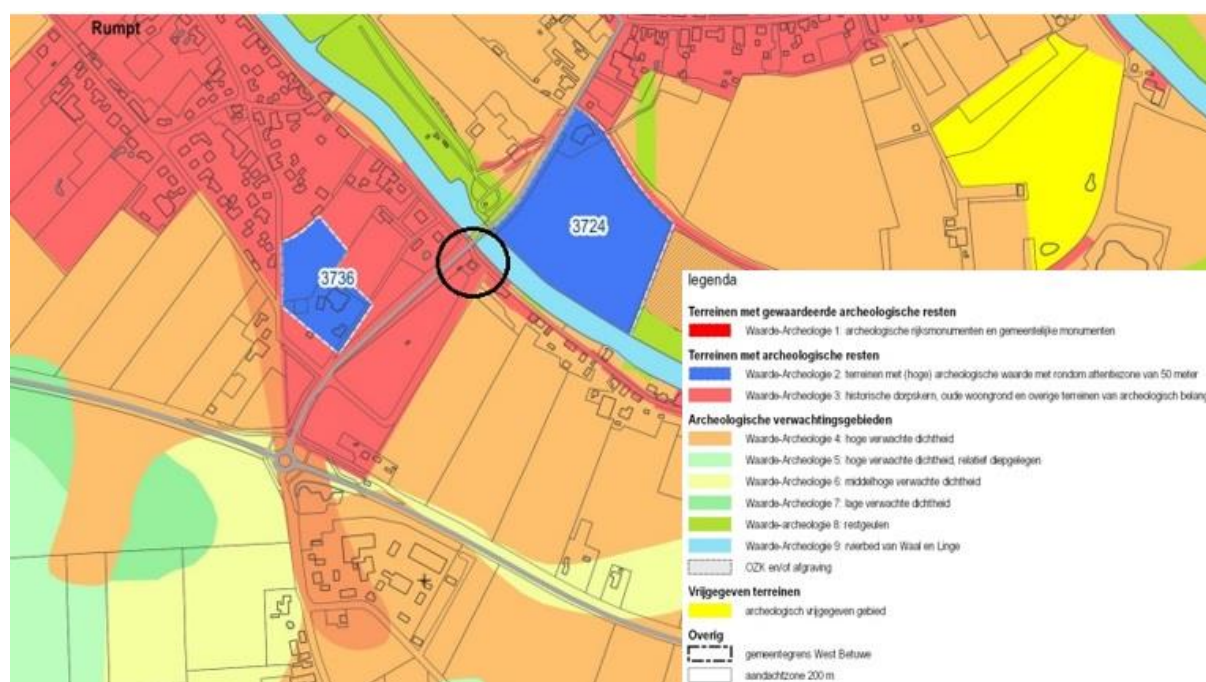 Rumpt
3724
3736
legenda
Terreinen met gewaardeerde archeologische resten
Waarde-Archeologie 1: archeologische rijksmonumenten en gemeentelijke monumenten
Terreinen met archeologische resten
Waarde-Archeologie 2: terreinen met (hoge) archeologische waarde met rondom attentiezone van 50 meter
Waarde-Archeologie 3: historische dorpskern, oude woongrond en overige terreinen van archeologisch belang
Archeologische verwachtingsgebieden
Waarde-Archeologie 4: hoge verwachte dichtheid
Waarde-Archeologie 5: hoge verwachte dichtheid, relatief diepgelegen
Waarde-Archeologie 6: middelhoge verwachte dichtheid
Waarde-Archeologie 7: lage verwachte dichtheid
Waarde-archeologie 8: restgeulen
Waarde-Archeologie 9: rivierbed van Waal en Linge
OZK en/of afgraving
Vrijgegeven terreinen
archeologisch vrijgegeven gebied
Overig
gemeentegrens West Betuwe
aandachtzone 200 m